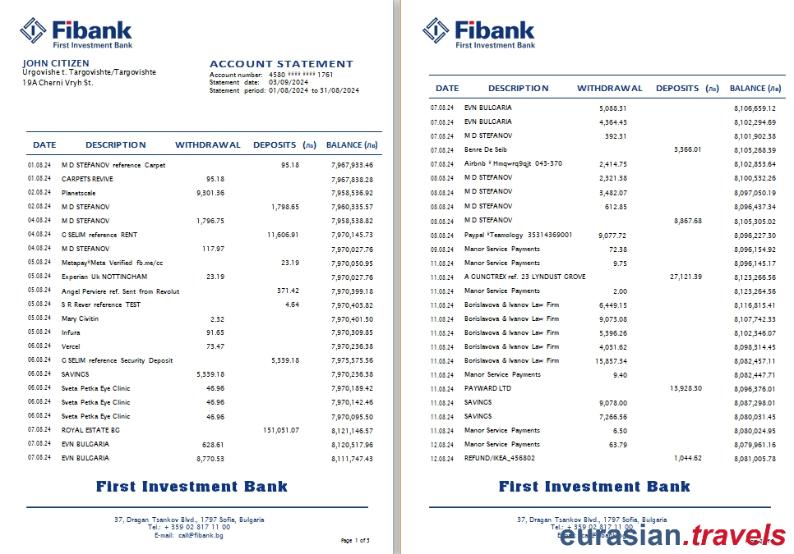 Fibank
First Investment Bank
JOHN CITIZEN
Urgovishe t. Targovishte/Targovishte
19A Cherni Vryh St.
ACCOUNT STATEMENT
Account number: 4580 **** **** 1761
Statement date: 03/09/2024
Statement period: 01/08/2024 to 31/08/2024
DATE DESCRIPTION WITHDRAWAL DEPOSITS (лв) BALANCE (лв)
01.08.24 M D STEFANOV reference Carpet 95.18 7,967,933.46
01.08.24 CARPETS REVIVE 95.18 7,967,838.28
02.08.24 Planetscale 9,301.36 7,958,536.92
02.08.24 M D STEFANOV 1,798.65 7,960,335.57
04.08.24 M D STEFANOV 1,796.75 7,958,538.82
04.08.24 G SELIM reference RENT 11,606.91 7,970,145.73
04.08.24 M D STEFANOV 117.97 7,970,027.76
05.08.24 Metapay*Meta Verified fb.me/cc 23.19 7,970,050.95
05.08.24 Experian Uk NOTTINGHAM 23.19 7,970,027.76
05.08.24 Angel Perviere ref. Sent from Revolut 371.42 7,970,399.18
05.08.24 S R Rever reference TEST 4.64 7,970,405.82
05.08.24 Mary Civitin 2.32 7,970,401.50
05.08.24 Infura 91.65 7,970,309.85
06.08.24 Vercel 73.47 7,970,236.38
06.08.24 G SELIM reference Security Deposit 5,339.18 7,975,575.56
06.08.24 SAVINGS 5,339.18 7,970,236.38
06.08.24 Sveta Petka Eye Clinic 46.96 7,970,189.42
06.08.24 Sveta Petka Eye Clinic 46.96 7,970,142.46
06.08.24 Sveta Petka Eye Clinic 46.96 7,970,095.50
07.08.24 ROYAL ESTATE BG 151,051.07 8,121,146.57
07.08.24 EVN BULGARIA 628.61 8,120,517.96
07.08.24 EVN BULGARIA 8,770.53 8,111,747.43
First Investment Bank
37, Dragan Tsankov Blvd., 1797 Sofia, Bulgaria
Tel.: + 359 02 817 11 00
E-mail: call@fibank.bg
Page 1 of 3
Fibank
First Investment Bank
DATE DESCRIPTION WITHDRAWAL DEPOSITS (лв) BALANCE (лв)
07.08.24 EVN BULGARIA 5,088.31 8,106,659.12
07.08.24 EVN BULGARIA 4,364.43 8,102,294.69
07.08.24 M D STEFANOV 392.31 8,101,902.38
07.08.24 Benre De Seib 3,366.01 8,105,268.39
07.08.24 Airbnb * Hmqwrq9qjt 043-370 2,414.75 8,102,853.64
08.08.24 M D STEFANOV 2,321.38 8,100,532.26
08.08.24 M D STEFANOV 3,482.07 8,097,050.19
08.08.24 M D STEFANOV 612.85 8,096,437.34
08.08.24 M D STEFANOV 8,867.68 8,105,305.02
08.08.24 Paypal *Teamology 35314369001 9,077.72 8,096,227.30
09.08.24 Manor Service Payments 72.38 8,096,154.92
09.08.24 Manor Service Payments 9.75 8,096,145.17
11.08.24 A GUNGTREX ref. 23 LYNDUST GROVE 27,121.39 8,123,266.56
11.08.24 Manor Service Payments 2.00 8,123,264.56
11.08.24 Borislavova & Ivanov Law Firm 6,449.15 8,116,815.41
11.08.24 Borislavova & Ivanov Law Firm 9,073.08 8,107,742.33
11.08.24 Borislavova & Ivanov Law Firm 5,396.26 8,102,346.07
11.08.24 Borislavova & Ivanov Law Firm 4,031.62 8,098,314.45
11.08.24 Borislavova & Ivanov Law Firm 15,857.34 8,082,457.11
11.08.24 Manor Service Payments 9.40 8,082,447.71
11.08.24 PAYWARD LTD 13,928.30 8,096,376.01
11.08.24 SAVINGS 9,078.00 8,087,298.01
11.08.24 SAVINGS 7,266.56 8,080,031.45
11.08.24 Manor Service Payments 6.50 8,080,024.95
12.08.24 Manor Service Payments 63.79 8,079,961.16
12.08.24 REFUND/IKEA_456802 1,044.62 8,081,005.78
First Investment Bank
37, Dragan Tsankov Blvd., 1797 Sofia, Bulgaria
Tel.: + 359 02 817 11 00
call@fibank.bg
eurasian.travels